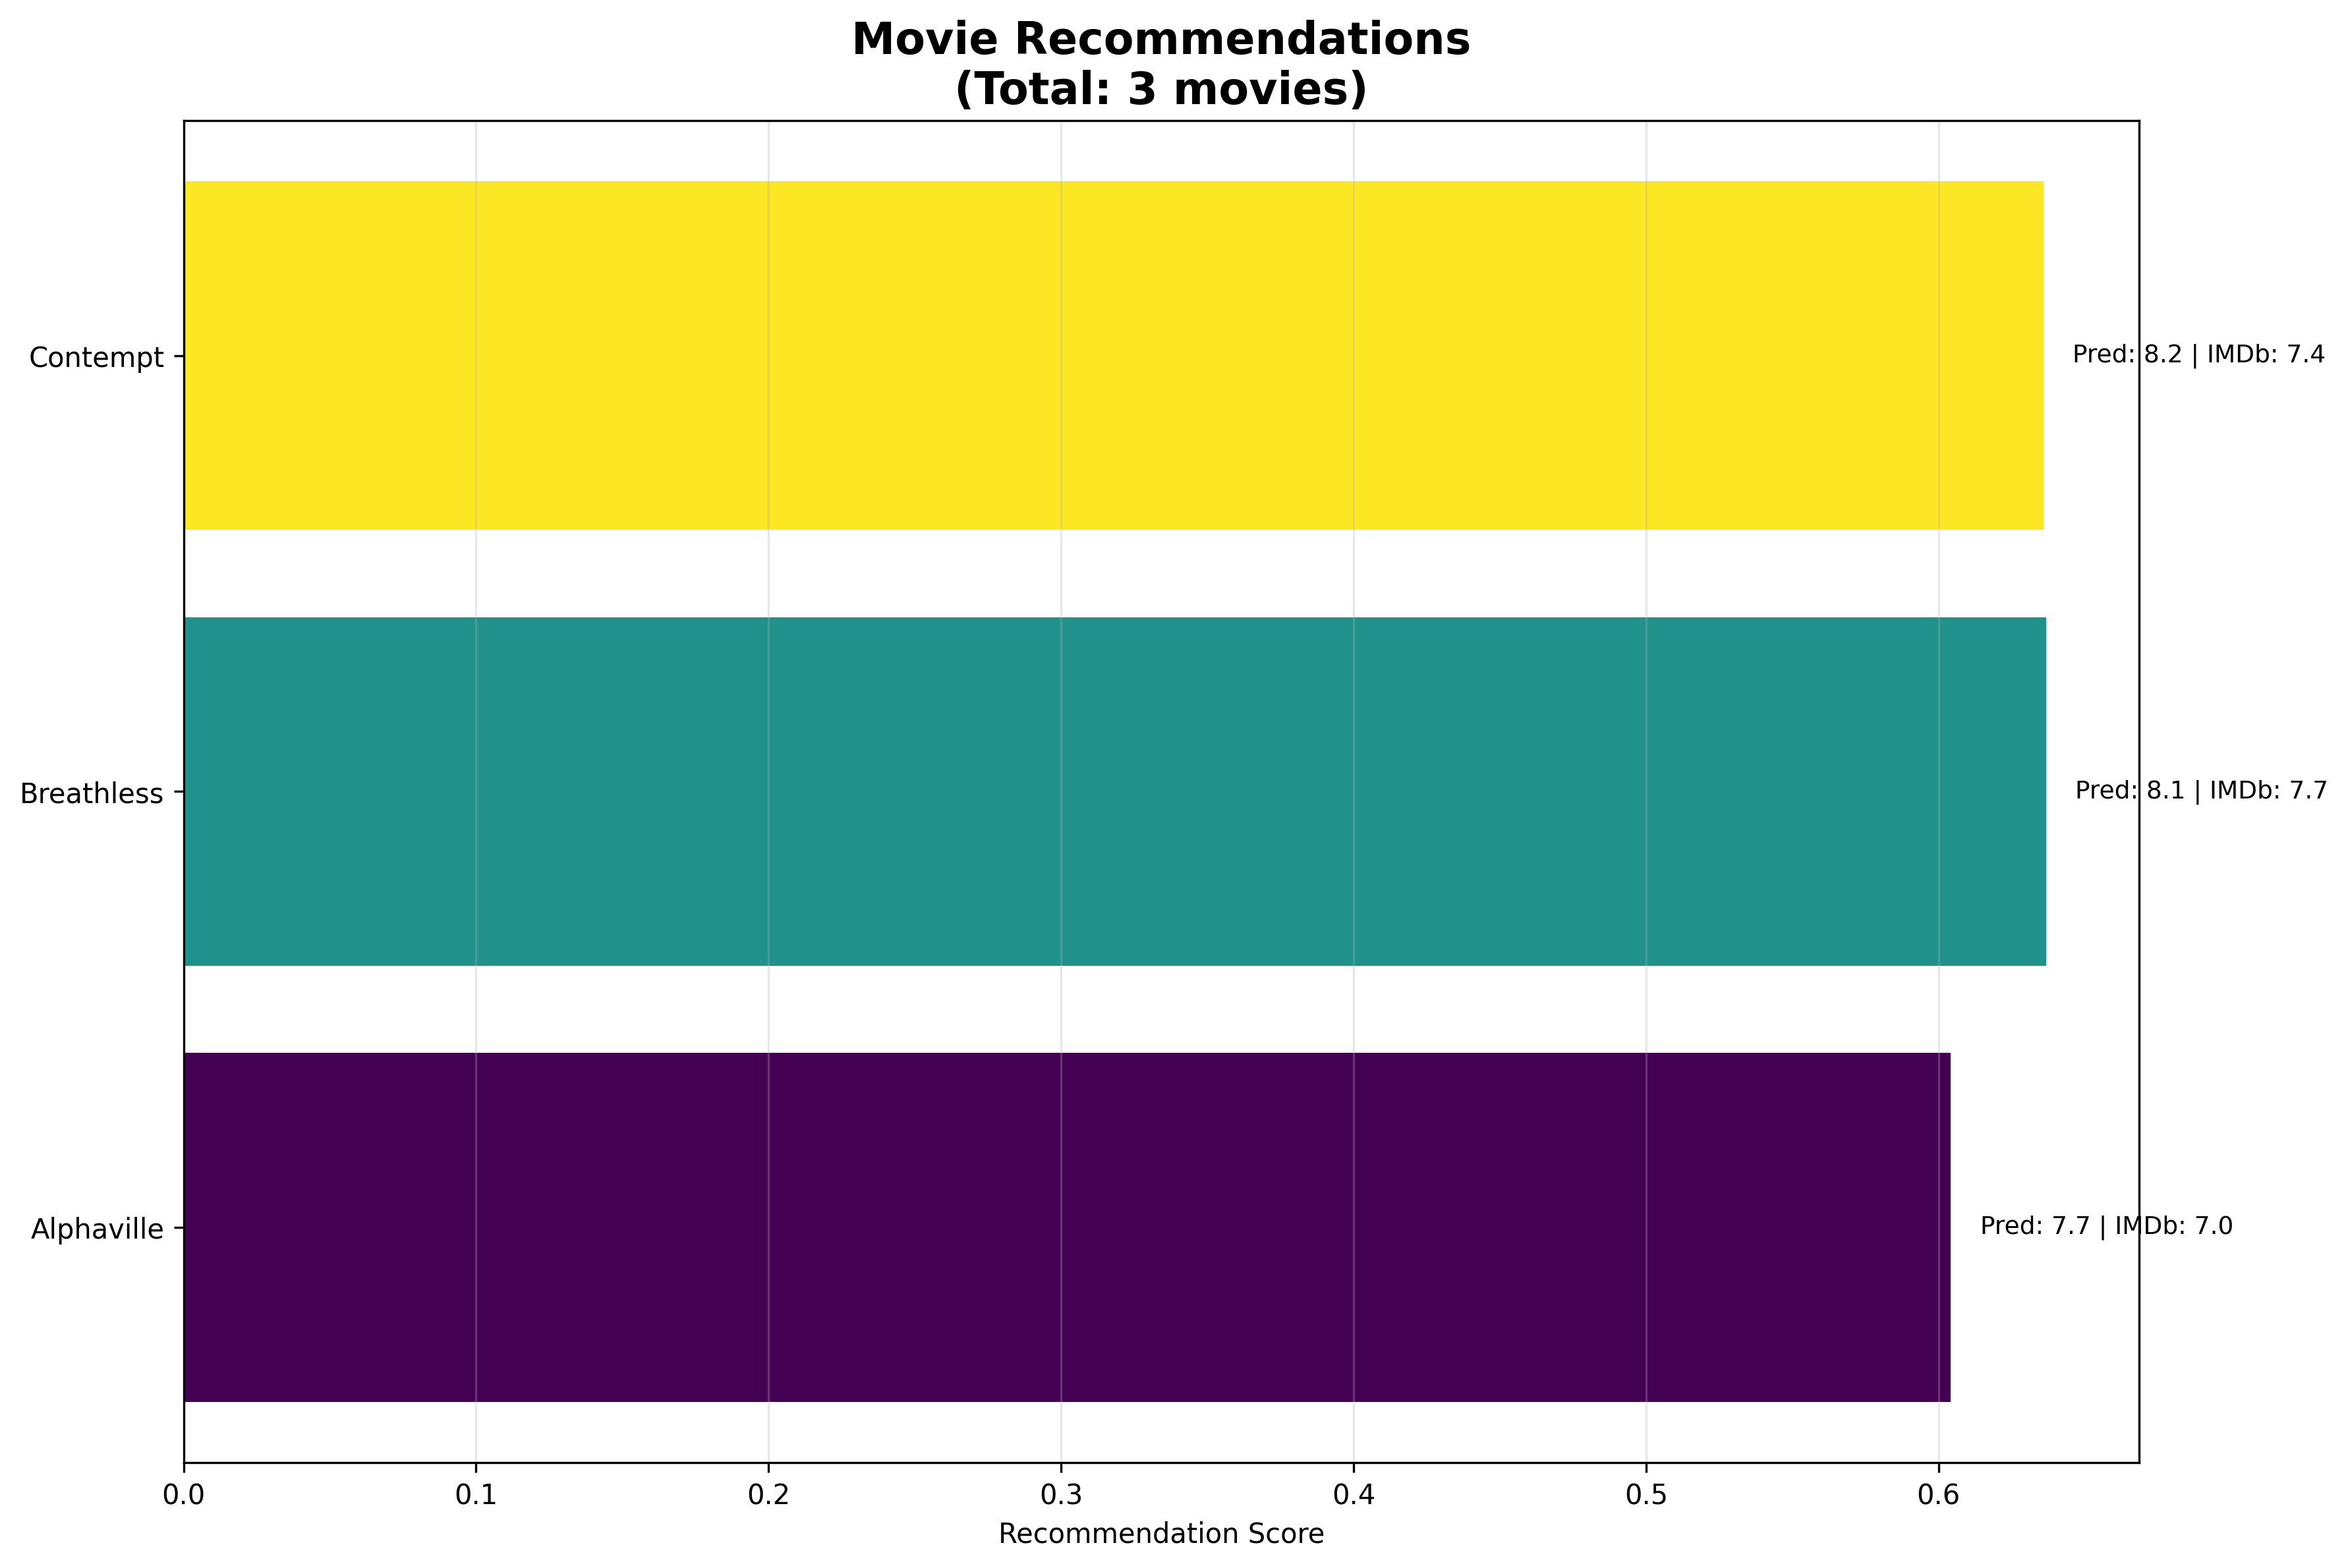 Movie Recommendations
(Total: 3 movies)
Contempt
Pred: 8.2 | IMDb: 7.4
Breathless
Pred: 8.1 | IMDb: 7.7
Alphaville
Pred: 7.7 | IMDb: 7.0
0.0 0.1 0.2 0.3 0.4 0.5 0.6
Recommendation Score